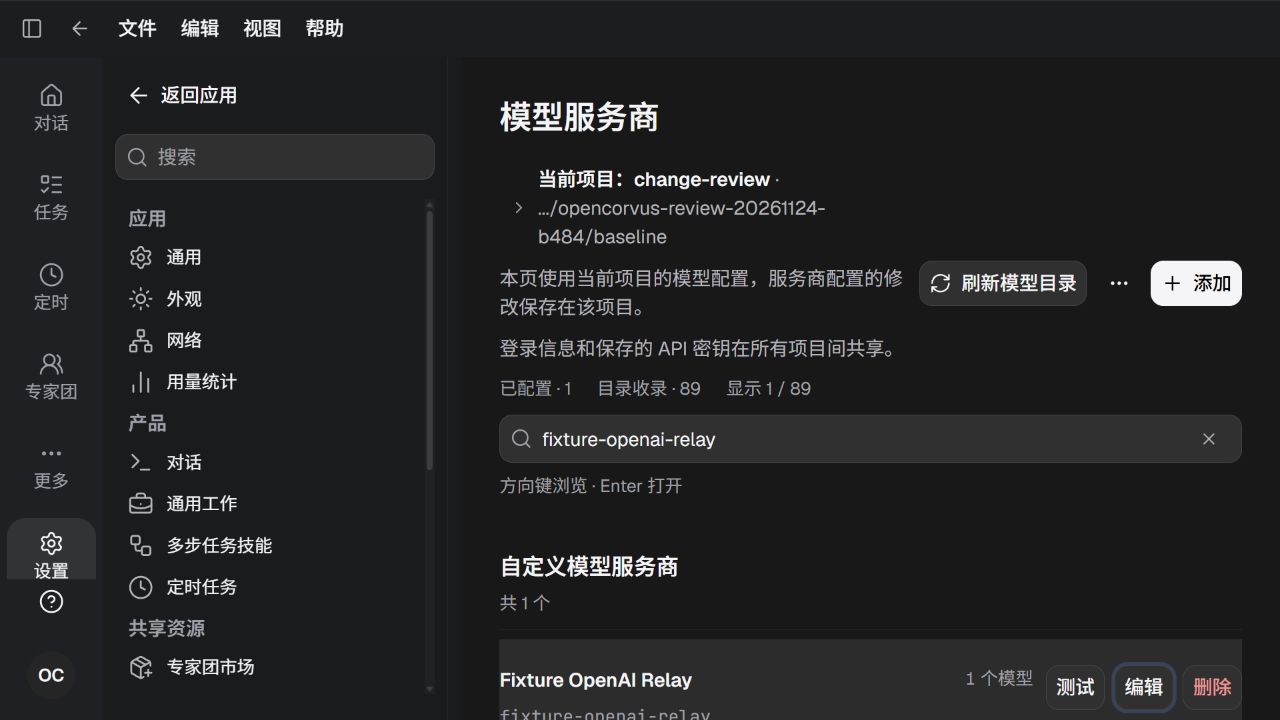 文件 编辑 视图 帮助
对话
任务
定时
专家团
更多
设置
OC
返回应用
搜索
应用
通用
外观
网络
用量统计
产品
对话
通用工作
多步任务技能
定时任务
共享资源
专家团市场
模型服务商
当前项目：change-review ·
.../opencorvus-review-20261124-
b484/baseline
本页使用当前项目的模型配置，服务商配置的修
改保存在该项目。
刷新模型目录
添加
登录信息和保存的 API 密钥在所有项目间共享。
已配置 · 1 目录收录 · 89 显示 1 / 89
fixture-openai-relay
方向键浏览 · Enter 打开
自定义模型服务商
共 1 个
Fixture OpenAI Relay
1 个模型
测试
编辑
删除
fixture-openai-relay